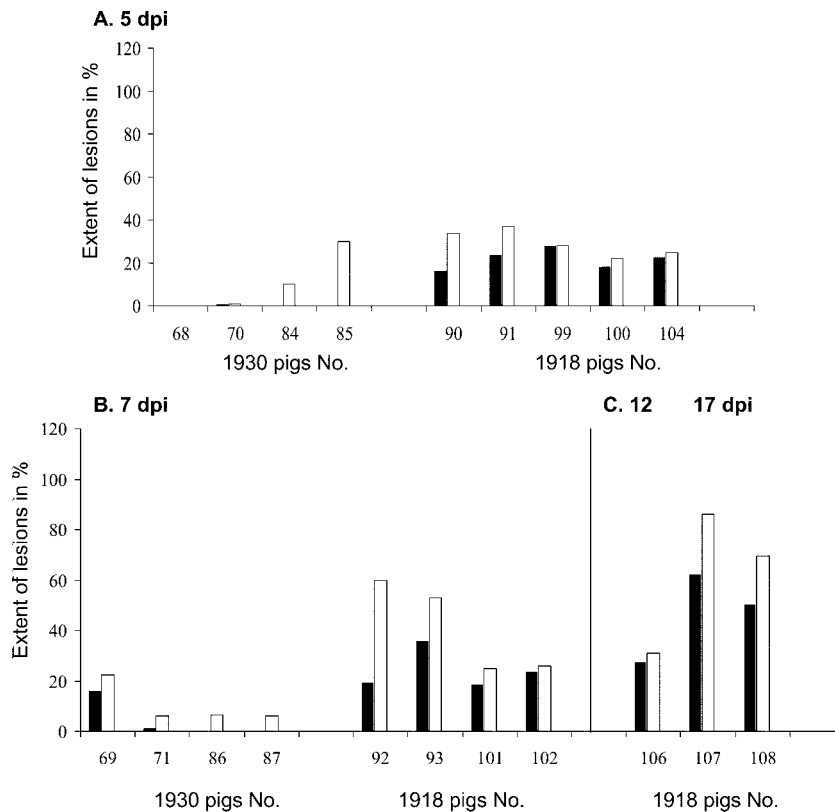 A. 5 dpi
Extent of lesions in %
120
100
80
60
40
20
0
68 70 84 85 90 91 99 100 104
1930 pigs No. 1918 pigs No.
B. 7 dpi C. 12 17 dpi
Extent of lesions in %
120
100
80
60
40
20
0
69 71 86 87 92 93 101 102 106 107 108
1930 pigs No. 1918 pigs No. 1918 pigs No.